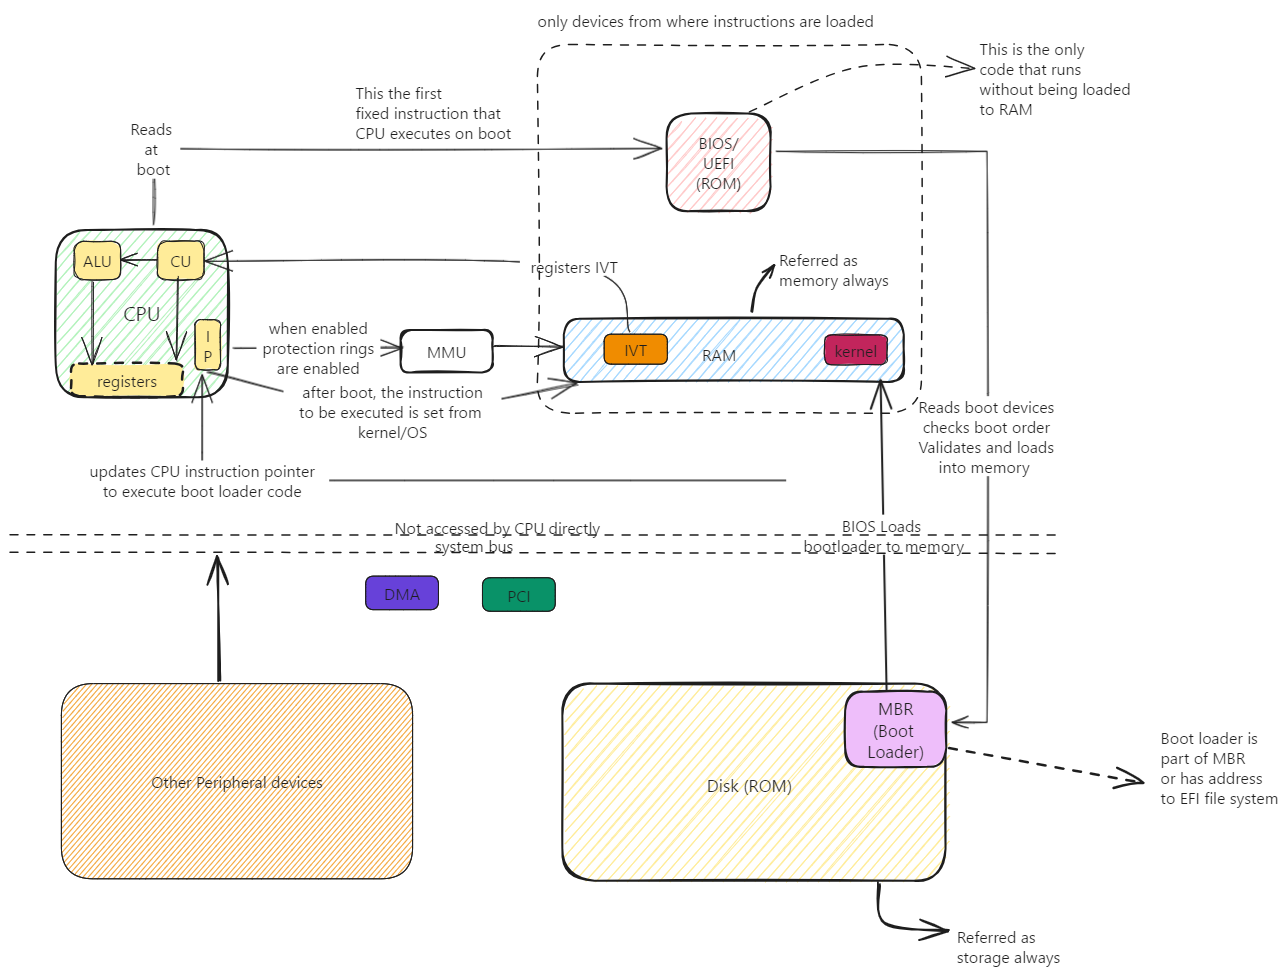 only devices from where instructions are loaded
This is the only
code that runs
without being loaded
to RAM
This the first
fixed instruction that
CPU executes on boot
Reads
at
boot
BIOS/
UEFI
(ROM)
ALU
CU
CPU
I
P
registers
registers IVT
Referred as
memory always
when enabled
protection rings
are enabled
MMU
IVT
RAM
kernel
after boot, the instruction
to be executed is set from
kernel/OS
Reads boot devices
checks boot order
Validates and loads
into memory
updates CPU instruction pointer
to execute boot loader code
Not accessed by CPU directly
system bus
BIOS Loads
bootloader to memory
DMA
PCI
Other Peripheral devices
MBR
(Boot
Loader)
Disk (ROM)
Boot loader is
part of MBR
or has address
to EFI file system
Referred as
storage always